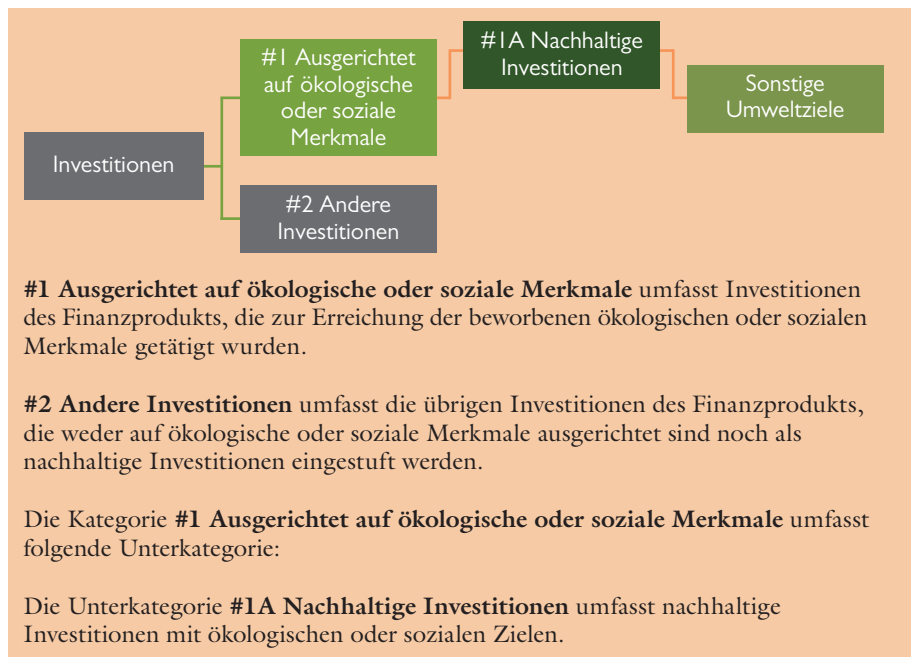 #1 Ausgerichtet
auf ökologische
oder soziale
Merkmale
#1A Nachhaltige
Investitionen
Sonstige
Umweltziele
Investitionen
#2 Andere
Investitionen
#1 Ausgerichtet auf ökologische oder soziale Merkmale umfasst Investitionen
des Finanzprodukts, die zur Erreichung der beworbenen ökologischen oder sozialen
Merkmale getätigt wurden.
#2 Andere Investitionen umfasst die übrigen Investitionen des Finanzprodukts,
die weder auf ökologische oder soziale Merkmale ausgerichtet sind noch als
nachhaltige Investitionen eingestuft werden.
Die Kategorie #1 Ausgerichtet auf ökologische oder soziale Merkmale umfasst
folgende Unterkategorie:
Die Unterkategorie #1A Nachhaltige Investitionen umfasst nachhaltige
Investitionen mit ökologischen oder sozialen Zielen.